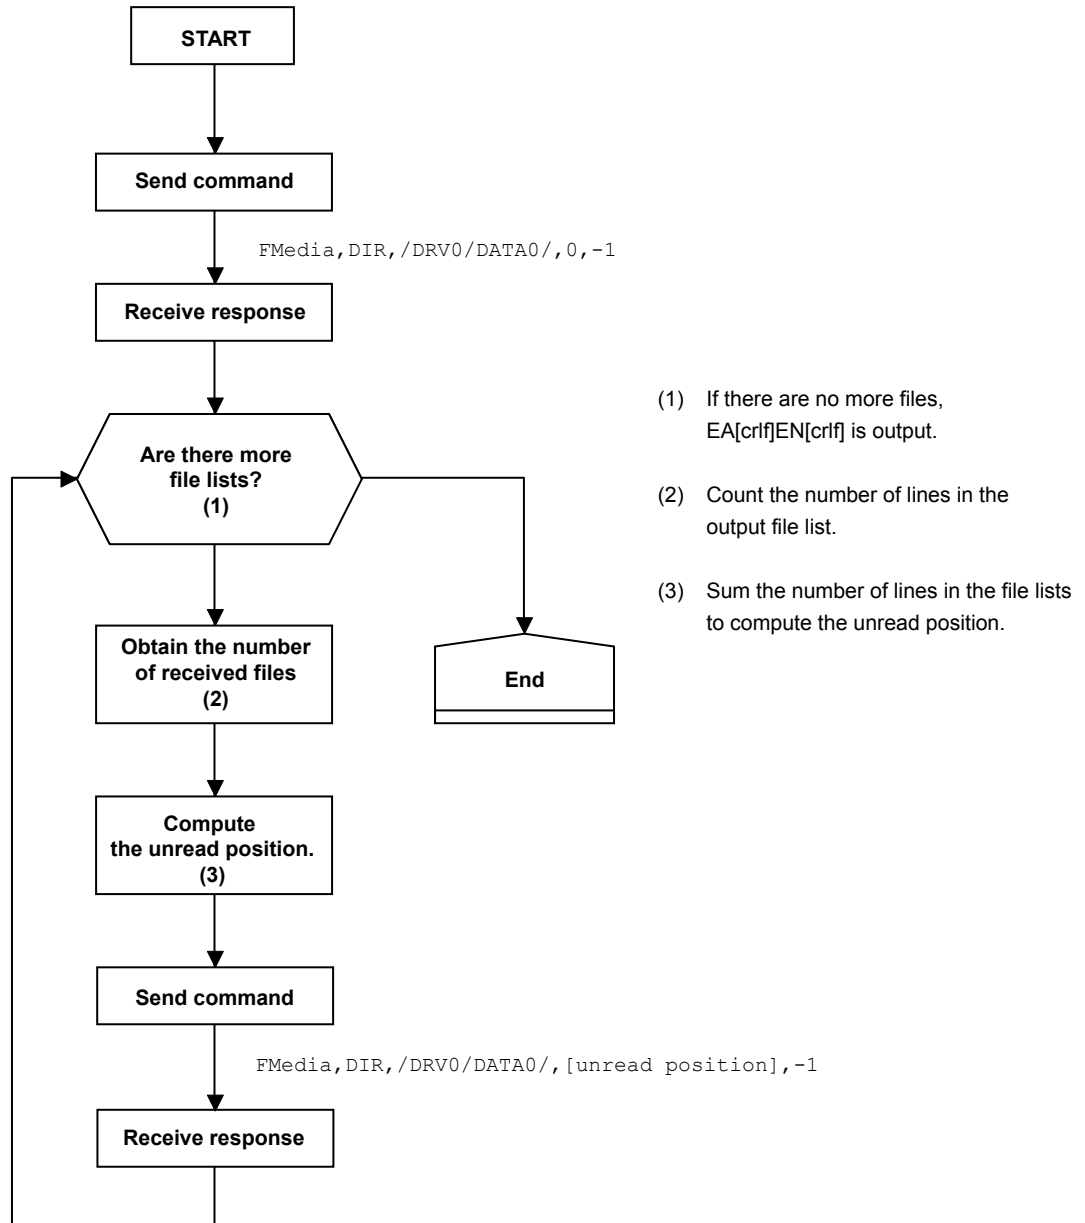 START
Send command
FMedia,DIR,/DRV0/DATA0/,0,-1
Receive response
Are there more
file lists?
(1)
Obtain the number
of received files
(2)
End
Compute
the unread position.
(3)
Send command
FMedia,DIR,/DRV0/DATA0/,[unread position],-1
Receive response
(1) If there are no more files,
EA[crlf]EN[crlf] is output.
(2) Count the number of lines in the
output file list.
(3) Sum the number of lines in the file lists
to compute the unread position.